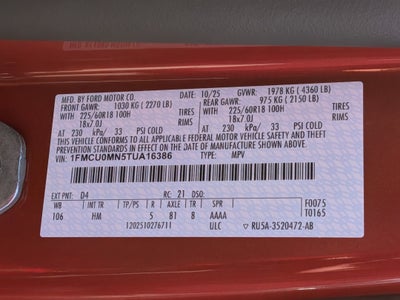 MFD. BY FORD MOTOR CO. 10/25 GVWR: 1978 KG ( 4360 LB)
FRONT GAWR: 1030 KG ( 2270 LB) REAR GAWR: 975 KG ( 2150 LB)
WITH 225/60R18 100H TIRES WITH 225/60R18 100H TIRES
18x7.0J RIMS 18x7.0J RIMS
AT 230 kPa/ 33 PSI COLD AT 230 kPa/ 33 PSI COLD
THIS VEHICLE CONFORMS TO ALL APPLICABLE FEDERAL MOTOR VEHICLE SAFETY AND
THEFT PREVENTION STANDARDS IN EFFECT ON THE DATE OF MANUFACTURE SHOWN ABOVE.
VIN: 1FMCU0MN5TUA16386 TYPE: MPV
EXT PNT: D4 RC: 21 DSO: F0075
WB INT TR TP/PS R AXLE TR SPR T0165
106 HM 5 81 8 AAAA
1202510276711 ULC RU5A-3520472-AB